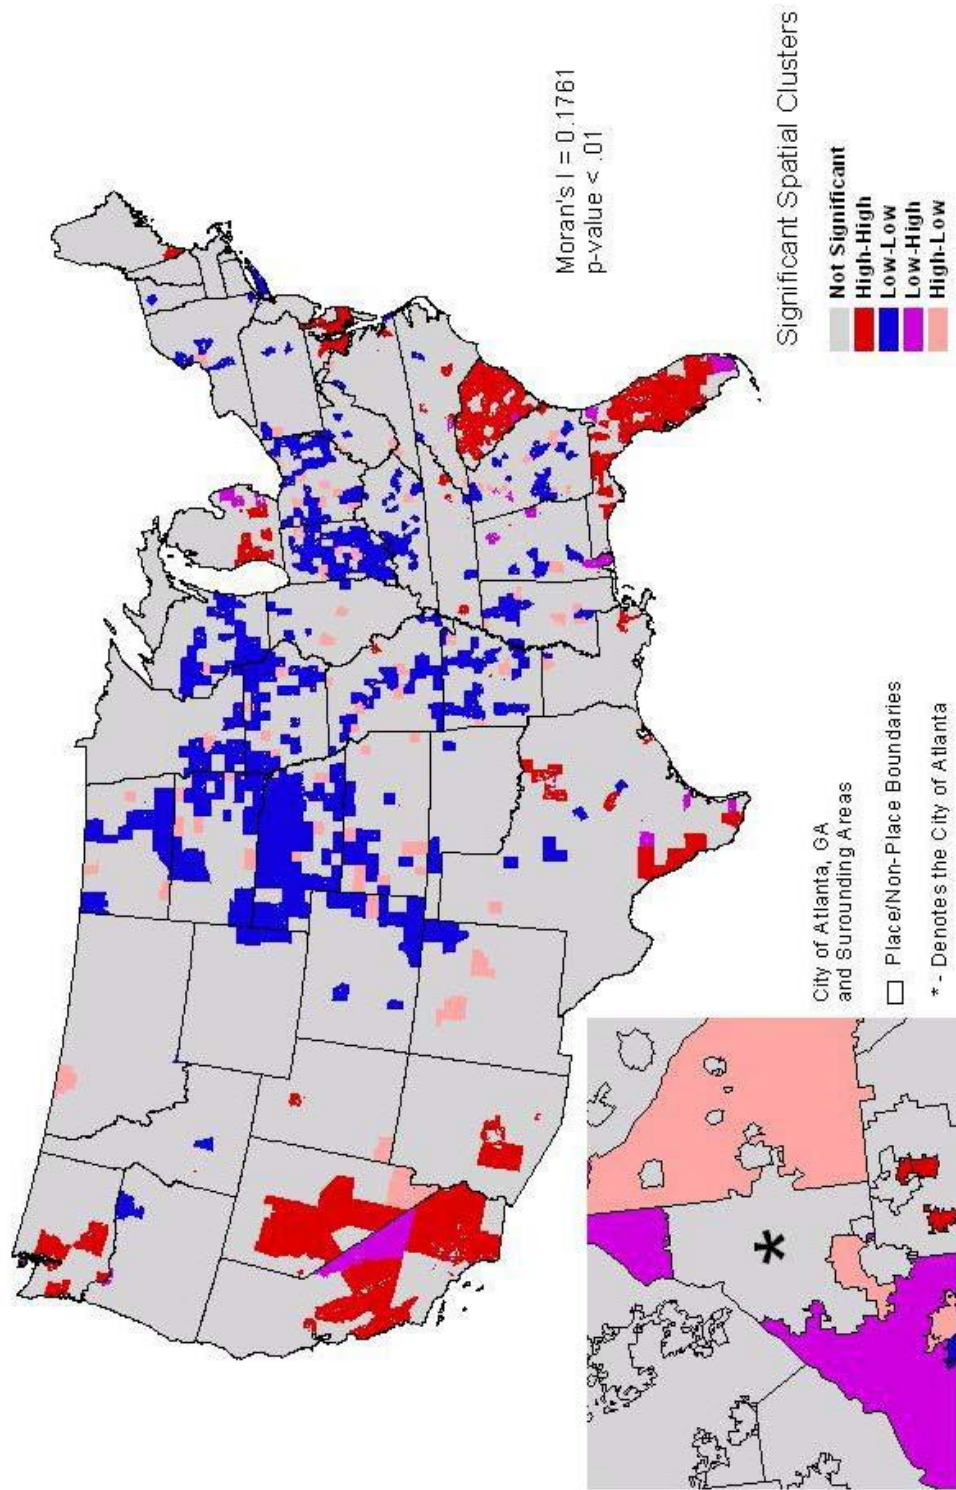 Moran's I = 0.1761
p-value < .01
Significant Spatial Clusters
Not Significant
High-High
Low-Low
Low-High
High-Low
City of Atlanta, GA
and Surounding Areas
Place/Non-Place Boundaries
* - Denotes the City of Atlanta
*